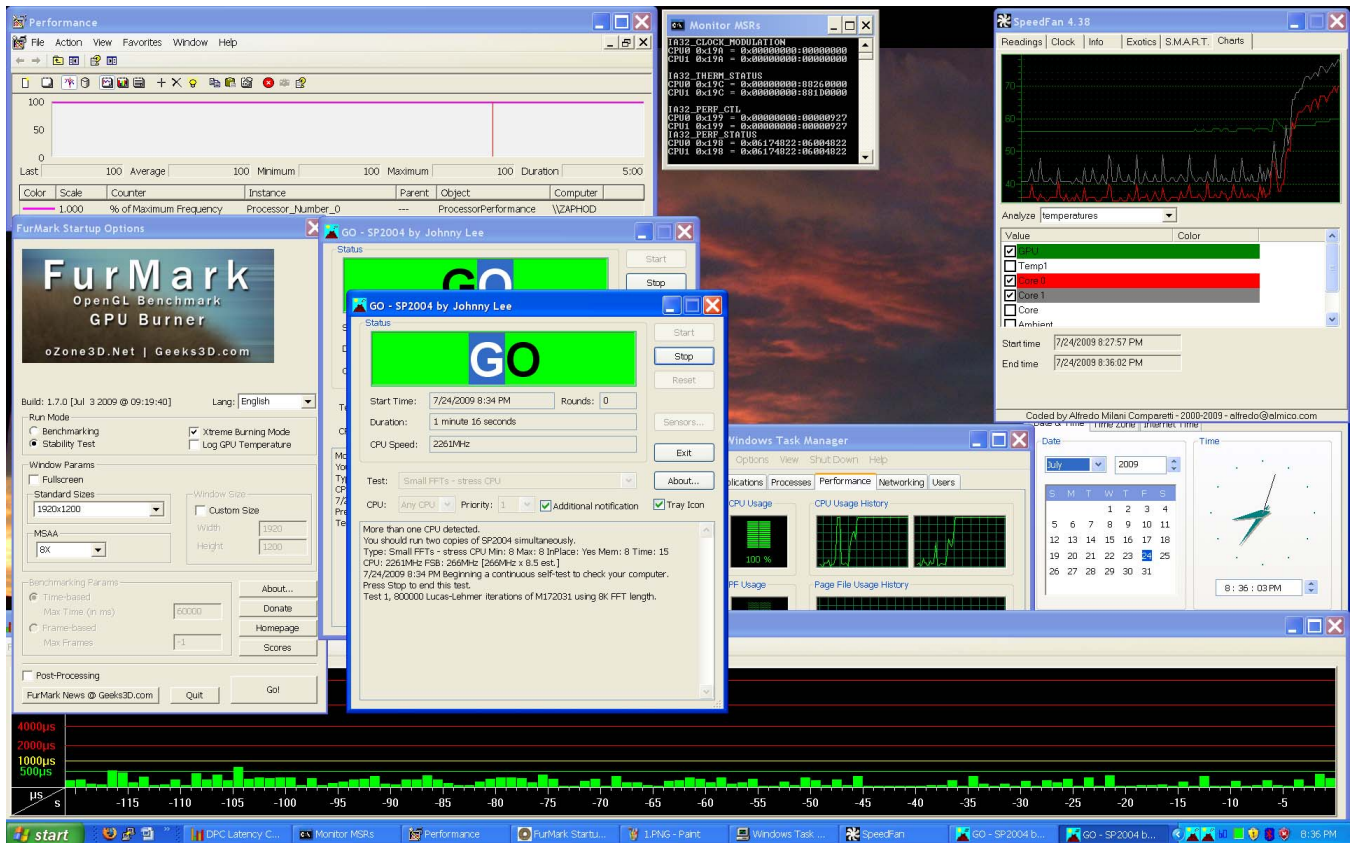 Performance
File Action View Favorites Window Help
100
50
0
Last 100 Average 100 Minimum 100 Maximum 100 Duration 5:00
Color Scale Counter Instance Parent Object Computer
1.000 % of Maximum Frequency Processor_Number_0 --- ProcessorPerformance \\ZAPHOD
Monitor MSRs
IA32_CLOCK_MODULATION
CPU0 0x19A = 0x00000000:00000000
CPU1 0x19A = 0x00000000:00000000
IA32_THERM_STATUS
CPU0 0x19C = 0x00000000:88260000
CPU1 0x19C = 0x00000000:881D0000
IA32_PERF_CTL
CPU0 0x199 = 0x00000000:00000927
CPU1 0x199 = 0x00000000:00000927
IA32_PERF_STATUS
CPU0 0x198 = 0x06174822:06004822
CPU1 0x198 = 0x06174822:06004822
SpeedFan 4.38
Readings Clock Info Exotics S.M.A.R.T. Charts
70
60
50
40
Analyze temperatures
Value Color
GPU
Temp1
Core 0
Core 1
Core
Ambient
Start time 7/24/2009 8:27:57 PM
End time 7/24/2009 8:36:02 PM
Coded by Alfredo Milani Comparetti - 2000-2009 - alfredo@almico.com
FurMark Startup Options
FurMark
OpenGL Benchmark
GPU Burner
oZone3D.Net | Geeks3D.com
Build: 1.7.0 [Jul 3 2009 @ 09:19:40] Lang: English
Run Mode
Benchmarking
Xtreme Burning Mode
Stability Test
Log GPU Temperature
Window Params
Fullscreen
Standard Sizes
1920x1200
Window Size
Custom Size
Width 1920
Height 1200
MSAA
8X
Benchmarking Params
Time-based
Max Time (in ms) 60000
Frame-based
Max Frames -1
About...
Donate
Homepage
Scores
Post-Processing
FurMark News @ Geeks3D.com Quit Go!
GO - SP2004 by Johnny Lee
Status
GO
Start
Stop
GO - SP2004 by Johnny Lee
Status
GO
Start
Stop
Reset
Start Time: 7/24/2009 8:34 PM Rounds: 0
Duration: 1 minute 16 seconds
Sensors...
CPU Speed: 2261MHz
Exit
Test: Small FFTs - stress CPU
About...
CPU: Any CPU Priority: 1 Additional notification Tray Icon
More than one CPU detected.
You should run two copies of SP2004 simultaneously.
Type: Small FFTs - stress CPU Min: 8 Max: 8 InPlace: Yes Mem: 8 Time: 15
CPU: 2261MHz FSB: 266MHz [266MHz x 8.5 est.]
7/24/2009 8:34 PM Beginning a continuous self-test to check your computer.
Press Stop to end this test.
Test 1, 800000 Lucas-Lehmer iterations of M172031 using 8K FFT length.
Windows Task Manager
Options View Shut Down Help
Processes Performance Networking Users
CPU Usage CPU Usage History
100 %
PF Usage Page File Usage History
Date & Time Time Zone Internet Time
Date
July 2009
S M T W T F S
1 2 3 4
5 6 7 8 9 10 11
12 13 14 15 16 17 18
19 20 21 22 23 24 25
26 27 28 29 30 31
Time
8 : 36 : 03 PM
4000µs
2000µs
1000µs
500µs
µs s -115 -110 -105 -100 -95 -90 -85 -80 -75 -70 -65 -60 -55 -50 -45 -40 -35 -30 -25 -20 -15 -10 -5
start DPC Latency C... Monitor MSRs Performance FurMark Startu... 1.PNG - Paint Windows Task ... SpeedFan GO - SP2004 b... GO - SP2004 b... 8:36 PM